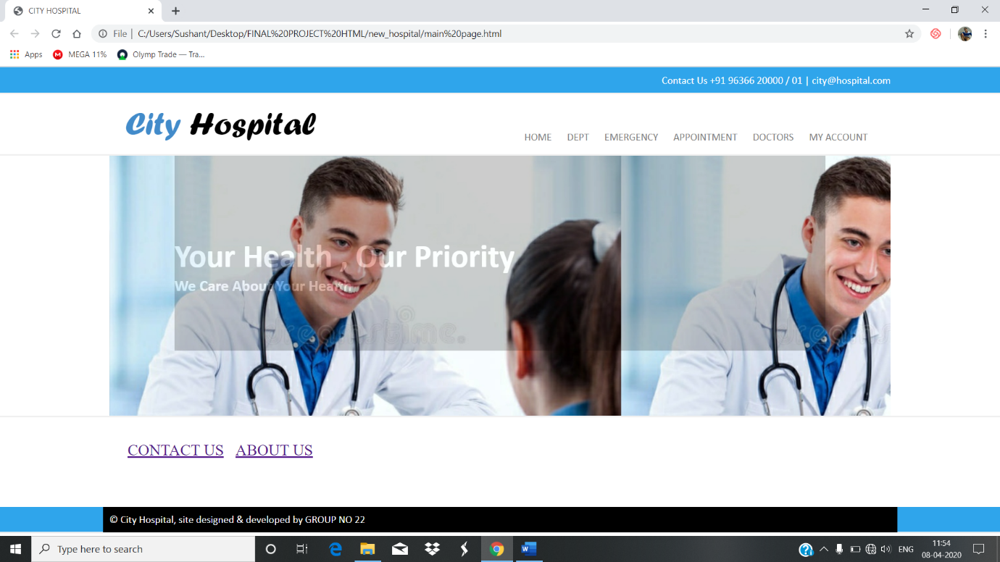 CITY HOSPITAL
File | C:/Users/Sushant/Desktop/FINAL%20PROJECT%20HTML/new_hospital/main%20page.html
Apps MEGA 11% Olymp Trade — Tra...
Contact Us +91 96366 20000 / 01 | city@hospital.com
City Hospital
HOME DEPT EMERGENCY APPOINTMENT DOCTORS MY ACCOUNT
Your Health , Our Priority
We Care About Your Health
CONTACT US ABOUT US
© City Hospital, site designed & developed by GROUP NO 22
Type here to search
ENG
11:54
08-04-2020